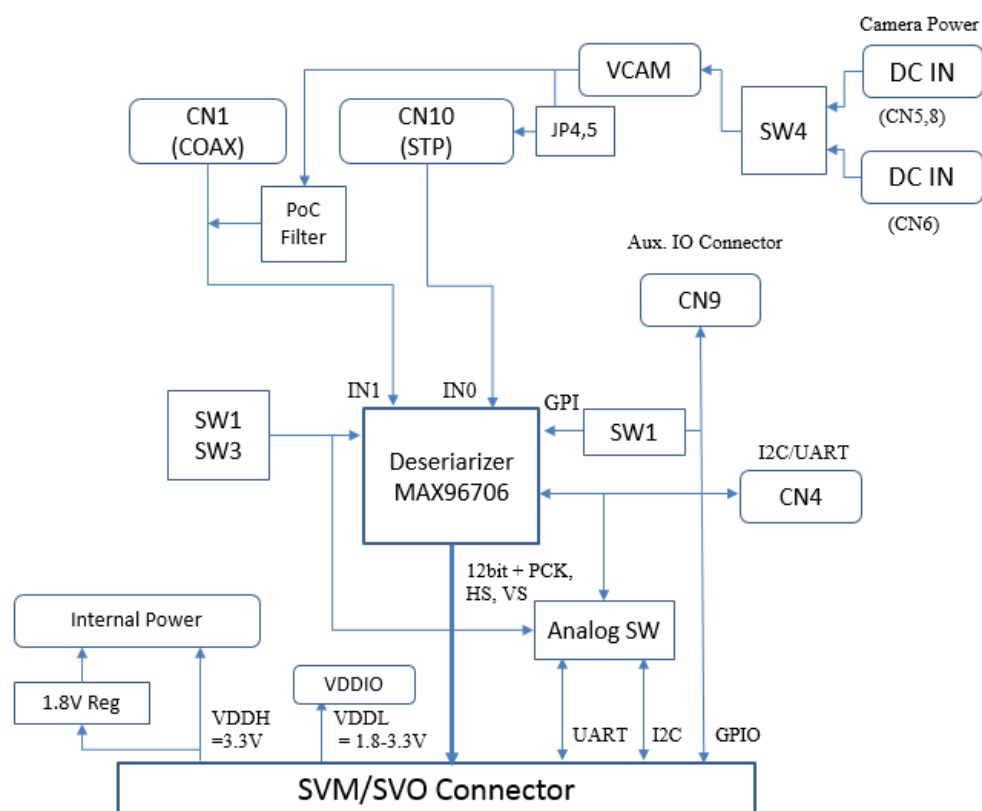 Camera Power
VCAM
DC IN
(CN5,8)
SW4
CN1
(COAX)
CN10
(STP)
JP4,5
DC IN
(CN6)
PoC
Filter
Aux. IO Connector
CN9
IN1
IN0
GPI
SW1
SW3
SW1
Deseriarizer
MAX96706
I2C/UART
CN4
12bit + PCK,
HS, VS
Internal Power
Analog SW
1.8V Reg
VDDIO
VDDH
=3.3V
VDDL
= 1.8-3.3V
UART
I2C
GPIO
SVM/SVO Connector